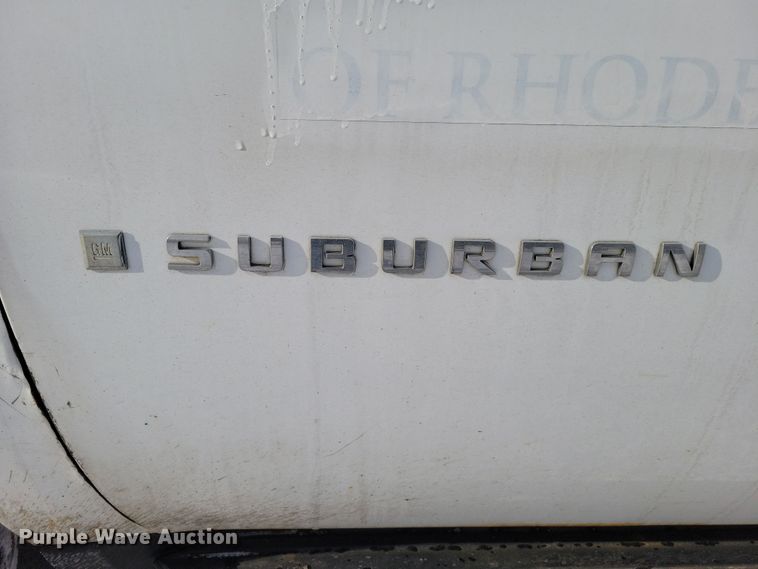 OF RHODE
GM SUBURBAN
Purple Wave Auction